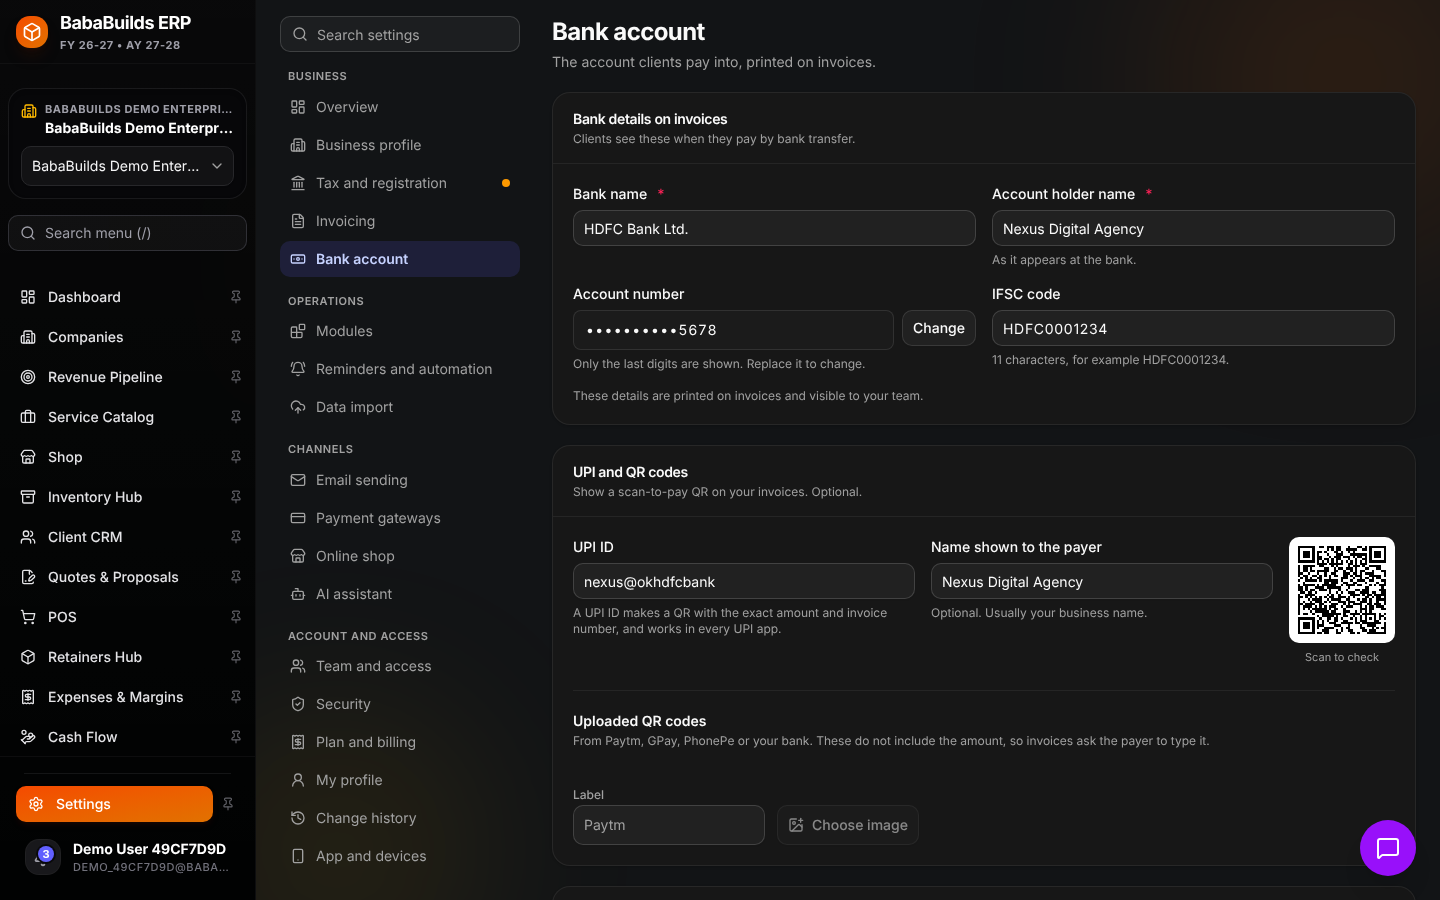 BabaBuilds ERP
FY 26-27 • AY 27-28
BABABUILDS DEMO ENTERPRI...
BabaBuilds Demo Enterpr...
BabaBuilds Demo Enter...
Search menu (/)
Dashboard
Companies
Revenue Pipeline
Service Catalog
Shop
Inventory Hub
Client CRM
Quotes & Proposals
POS
Retainers Hub
Expenses & Margins
Cash Flow
Settings
3
Demo User 49CF7D9D
DEMO_49CF7D9D@BABA...
Search settings
BUSINESS
Overview
Business profile
Tax and registration
Invoicing
Bank account
OPERATIONS
Modules
Reminders and automation
Data import
CHANNELS
Email sending
Payment gateways
Online shop
AI assistant
ACCOUNT AND ACCESS
Team and access
Security
Plan and billing
My profile
Change history
App and devices
Bank account
The account clients pay into, printed on invoices.
Bank details on invoices
Clients see these when they pay by bank transfer.
Bank name *
HDFC Bank Ltd.
Account holder name *
Nexus Digital Agency
As it appears at the bank.
Account number
••••••••••5678
Change
Only the last digits are shown. Replace it to change.
IFSC code
HDFC0001234
11 characters, for example HDFC0001234.
These details are printed on invoices and visible to your team.
UPI and QR codes
Show a scan-to-pay QR on your invoices. Optional.
UPI ID
nexus@okhdfcbank
A UPI ID makes a QR with the exact amount and invoice
number, and works in every UPI app.
Name shown to the payer
Nexus Digital Agency
Optional. Usually your business name.
Scan to check
Uploaded QR codes
From Paytm, GPay, PhonePe or your bank. These do not include the amount, so invoices ask the payer to type it.
Label
Paytm
Choose image